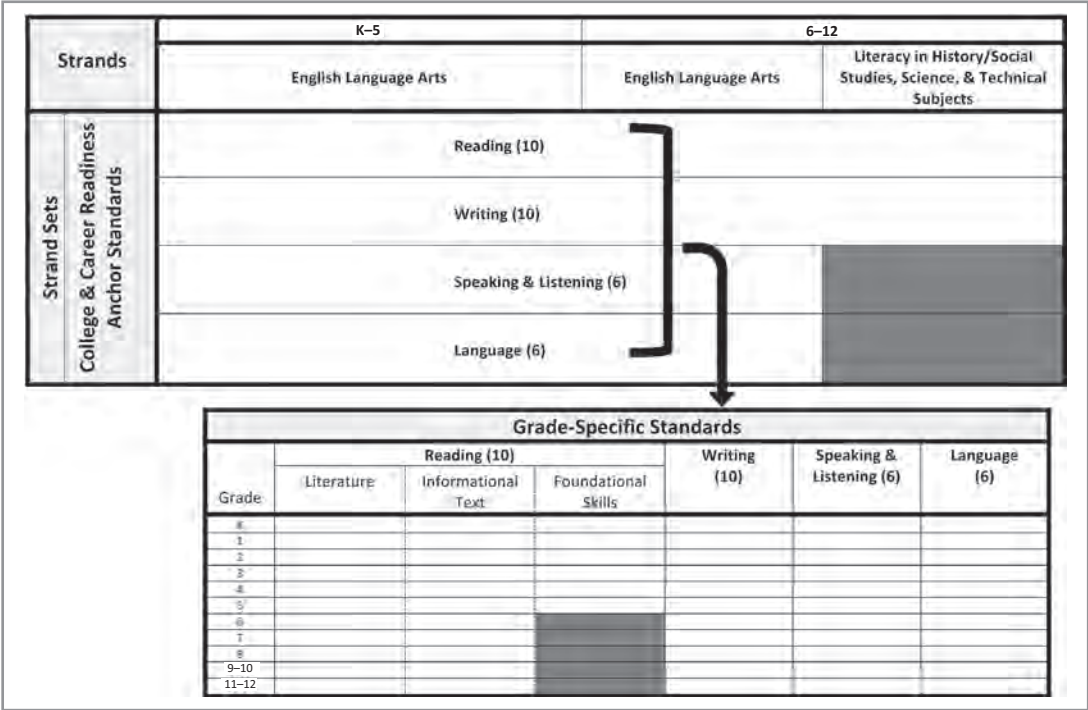 K–5
6–12
Strands
English Language Arts
English Language Arts
Literacy in History/Social
Studies, Science, & Technical
Subjects
Strand Sets
College & Career Readiness
Anchor Standards
Reading (10)
Writing (10)
Speaking & Listening (6)
Language (6)
Grade-Specific Standards
Grade
Reading (10)
Writing
(10)
Speaking &
Listening (6)
Language
(6)
Literature
Informational
Text
Foundational
Skills
K
1
2
3
4
5
6
7
8
9–10
11–12